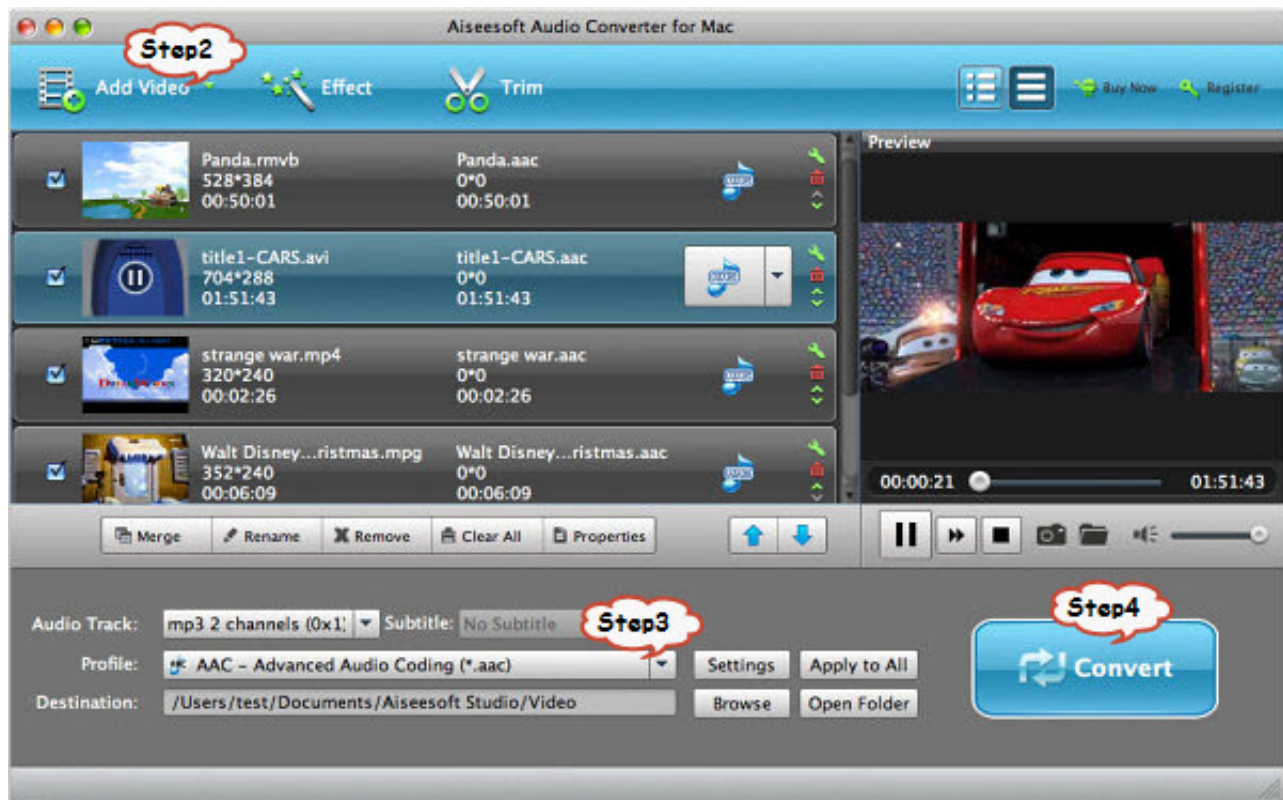 Aiseesoft Audio Converter for Mac
Step2
Add Video
Effect
Trim
Buy Now
Register
Panda.rmvb
528*384
00:50:01
Panda.aac
0*0
00:50:01
title1-CARS.avi
704*288
01:51:43
title1-CARS.aac
0*0
01:51:43
strange war.mp4
320*240
00:02:26
strange war.aac
0*0
00:02:26
Walt Disney...ristmas.mpg
352*240
00:06:09
Walt Disney...ristmas.aac
0*0
00:06:09
Preview
00:00:21
01:51:43
Merge
Rename
Remove
Clear All
Properties
Audio Track:
mp3 2 channels (0x1;
Subtitle:
No Subtitle
Step3
Profile:
AAC - Advanced Audio Coding (*.aac)
Settings
Apply to All
Destination:
/Users/test/Documents/Aiseesoft Studio/Video
Browse
Open Folder
Step4
Convert